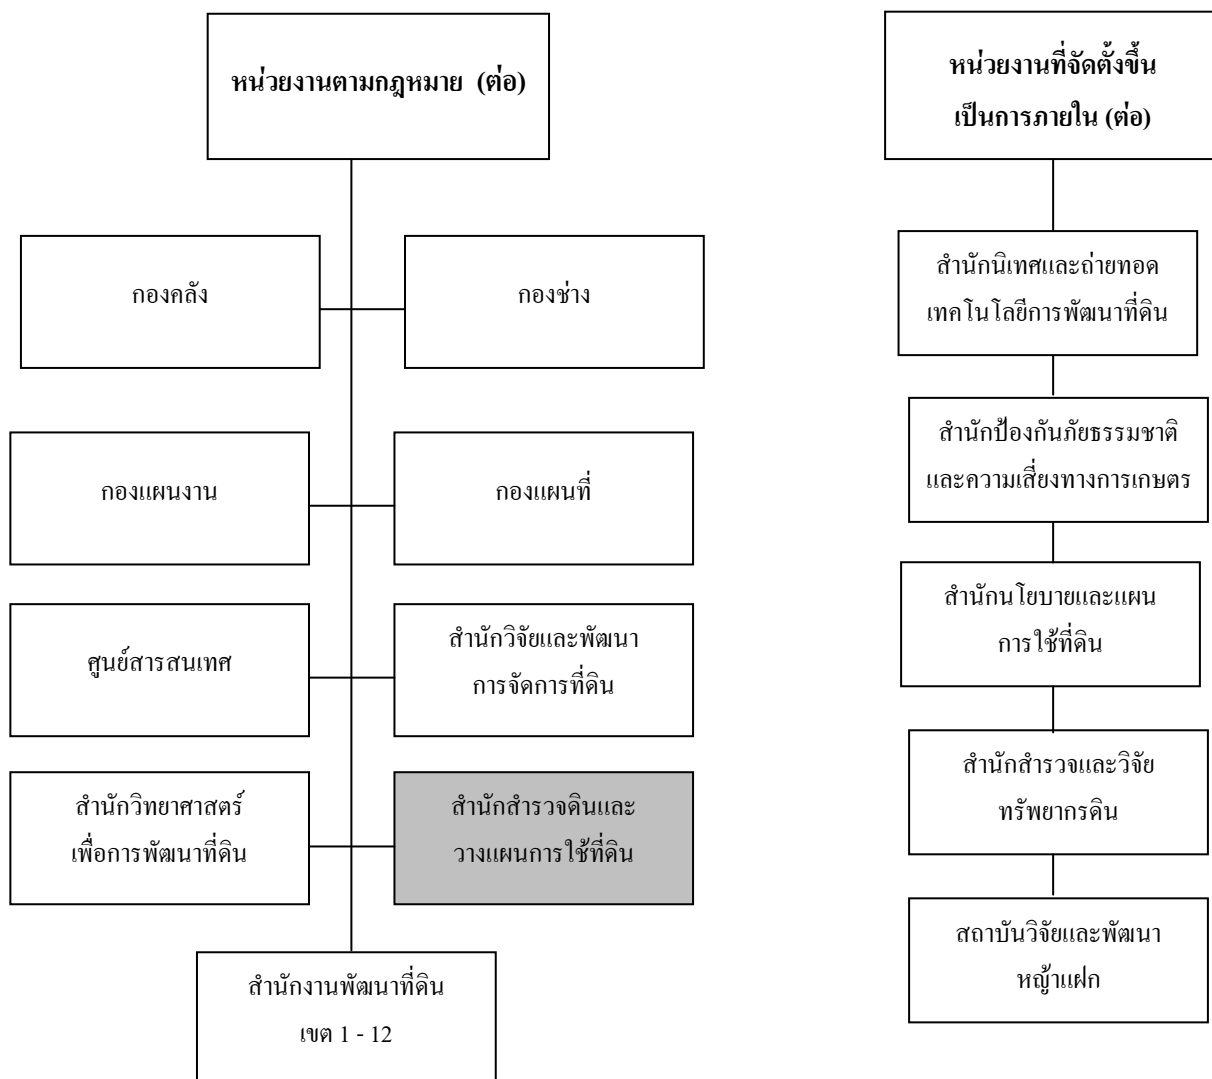 หน่วยงานตามกฎหมาย (ต่อ)
กองคลัง
กองช่าง
กองแผนงาน
กองแผนที่
ศูนย์สารสนเทศ
สำนักวิจัยและพัฒนา
การจัดการที่ดิน
สำนักวิทยาศาสตร์
เพื่อการพัฒนาที่ดิน
สำนักสำรวจดินและ
วางแผนการใช้ที่ดิน
สำนักงานพัฒนาที่ดิน
เขต 1 - 12
หน่วยงานที่จัดตั้งขึ้น
เป็นการภายใน (ต่อ)
สำนักนิเทศและถ่ายทอด
เทคโนโลยีการพัฒนาที่ดิน
สำนักป้องกันภัยธรรมชาติ
และความเสี่ยงทางการเกษตร
สำนักนโยบายและแผน
การใช้ที่ดิน
สำนักสำรวจและวิจัย
ทรัพยากรดิน
สถาบันวิจัยและพัฒนา
หญ้าแฝก